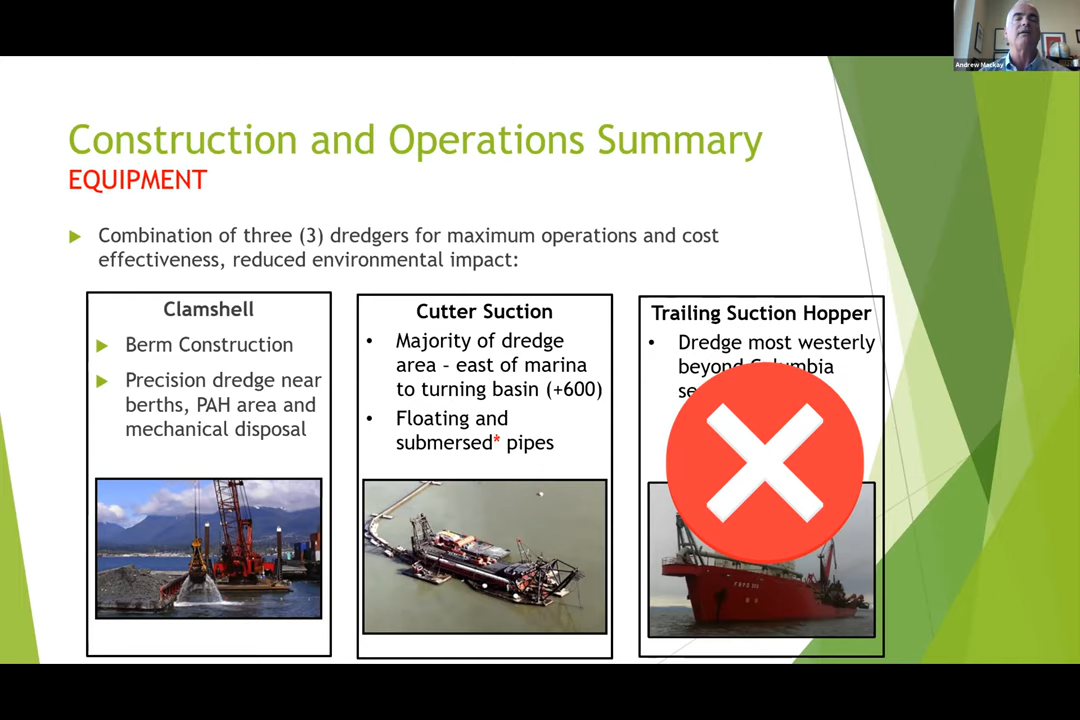 Andrew Mackay
Construction and Operations Summary
EQUIPMENT
Combination of three (3) dredgers for maximum operations and cost
effectiveness, reduced environmental impact:
Clamshell
Berm Construction
Precision dredge near
berths, PAH area and
mechanical disposal
Cutter Suction
• Majority of dredge
area – east of marina
to turning basin (+600)
• Floating and
submersed* pipes
Trailing Suction Hopper
• Dredge most westerly
beyond Columbia